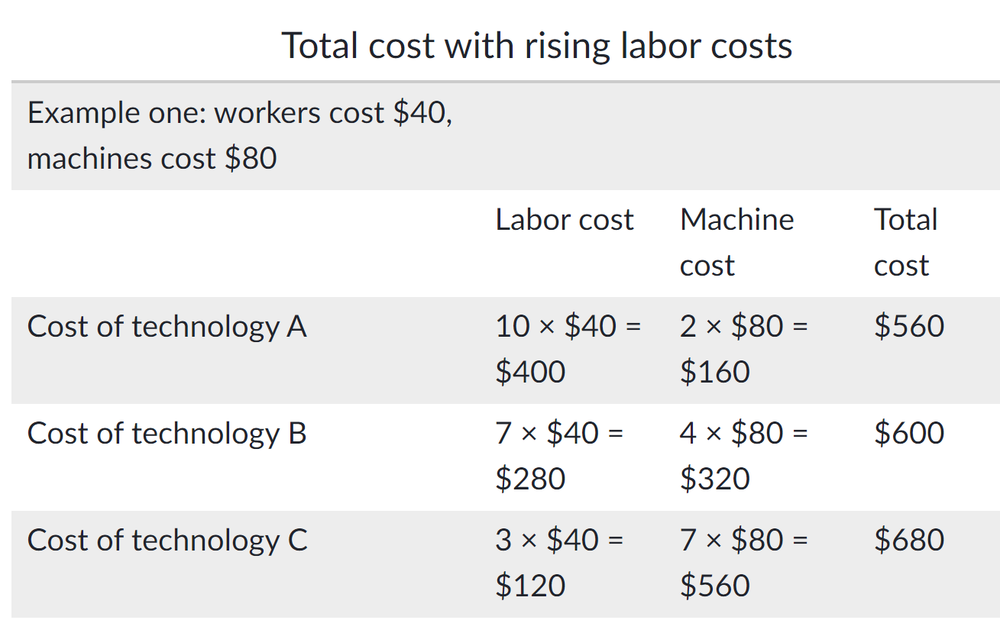 Total cost with rising labor costs
Example one: workers cost $40,
machines cost $80
Labor cost Machine Total
cost cost
Cost of technology A 10 × $40 = 2 × $80 = $560
$400 $160
Cost of technology B 7 × $40 = 4 × $80 = $600
$280 $320
Cost of technology C 3 × $40 = 7 × $80 = $680
$120 $560